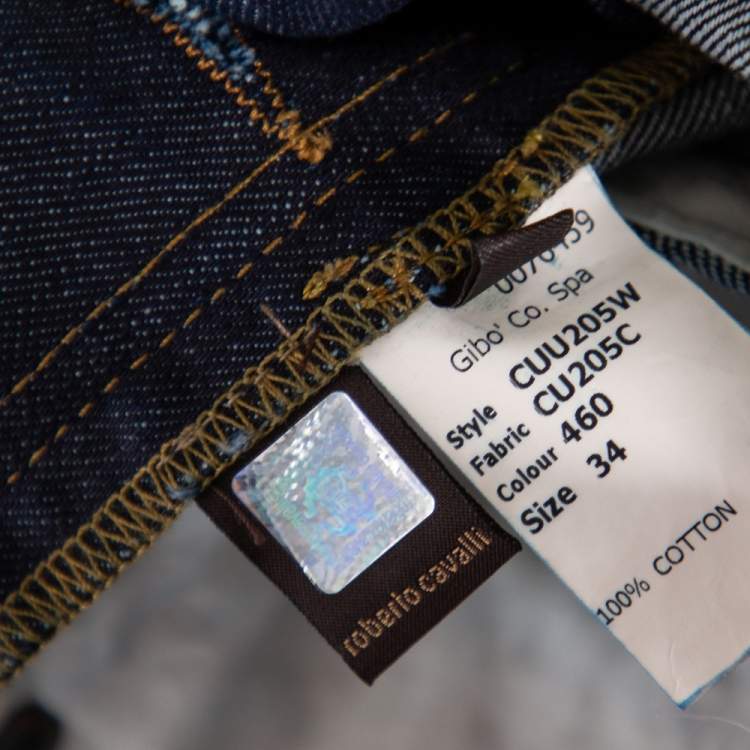 Gibo' Co. Spa
Style CUU205W
Fabric CU205C
Colour 460
Size 34
100% COTTON
roberto cavalli